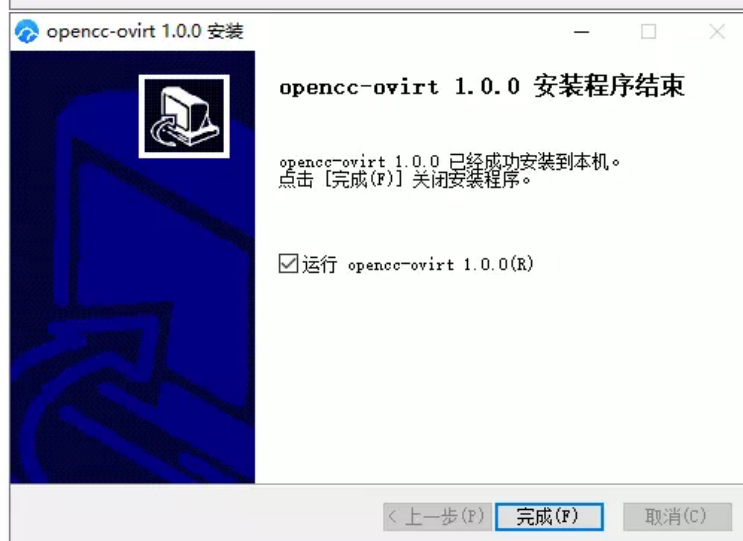 opencc-ovirt 1.0.0 安装
opencc-ovirt 1.0.0 安装程序结束
opencc-ovirt 1.0.0 已经成功安装到本机。
点击 [完成(F)] 关闭安装程序。
运行 opencc-ovirt 1.0.0(R)
< 上一步(P) 完成(F) 取消(C)